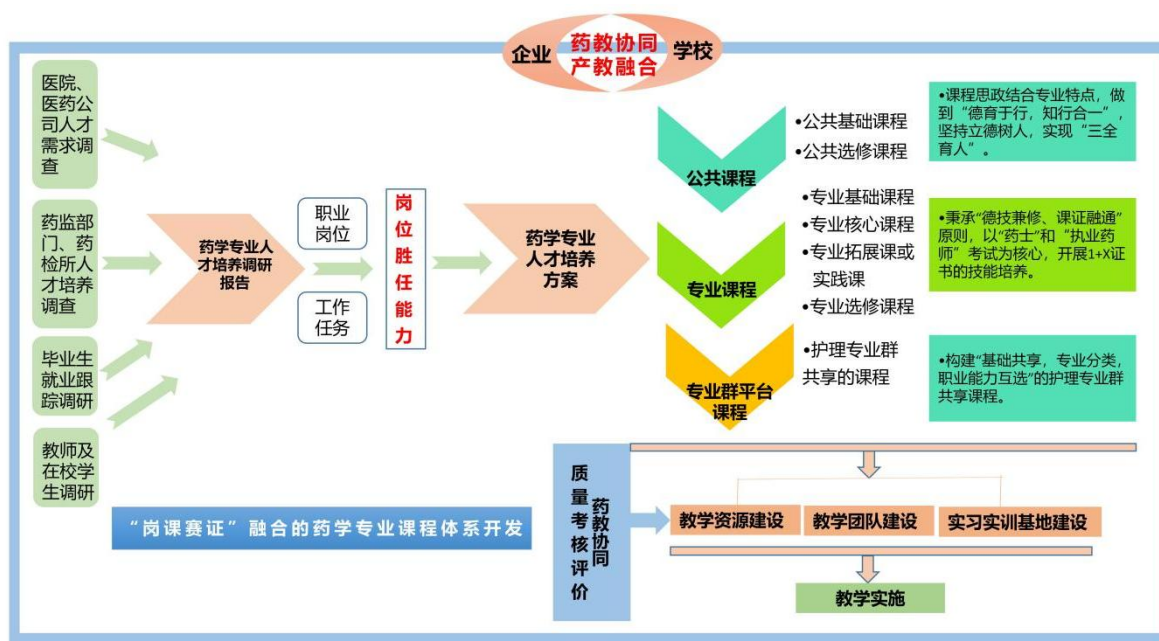 企业
药教协同
产教融合
学校
医院、
医药公
司人才
需求调
查
药监部
门、药
检所人
才培养
调查
毕业生
就业跟
踪调研
教师及
在校学
生调研
药学专业人
才培养调研
报告
职业
岗位
工作
任务
岗
位
胜
任
能
力
药学专业
人才培养
方案
公共课程
•公共基础课程
•公共选修课程
•课程思政结合专业特点，做
到“德育于行，知行合一”，
坚持立德树人，实现“三全
育人”。
专业课程
•专业基础课程
•专业核心课程
•专业拓展课或
实践课
•专业选修课程
•秉承“德技兼修、课证融通”
原则，以“药士”和“执业药
师”考试为核心，开展1+X证
书的技能培养。
专业群平台
课程
•护理专业群
共享的课程
•构建“基础共享，专业分类，
职业能力互选”的护理专业群
共享课程。
“岗课赛证”融合的药学专业课程体系开发
质量考核评价
药教协同
教学资源建设
教学团队建设
实习实训基地建设
教学实施